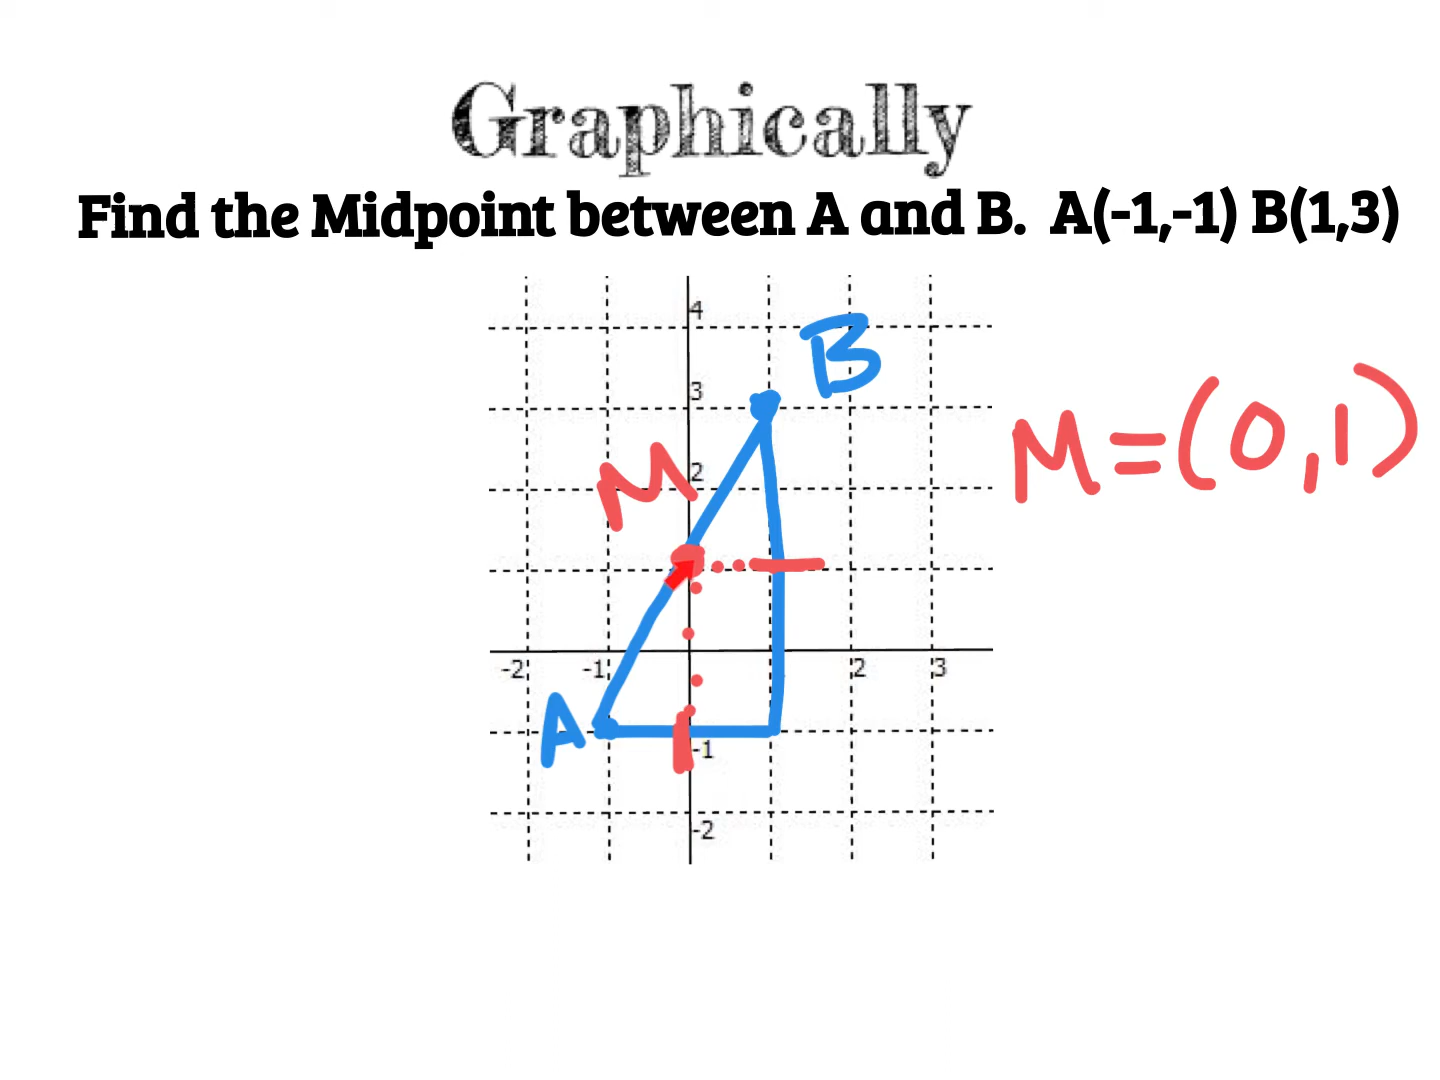 Graphically
Find the Midpoint between A and B. A(-1,-1) B(1,3)
4
B
3
M=(0,1)
2
M
-2 -1 2 3
A
-1
-2